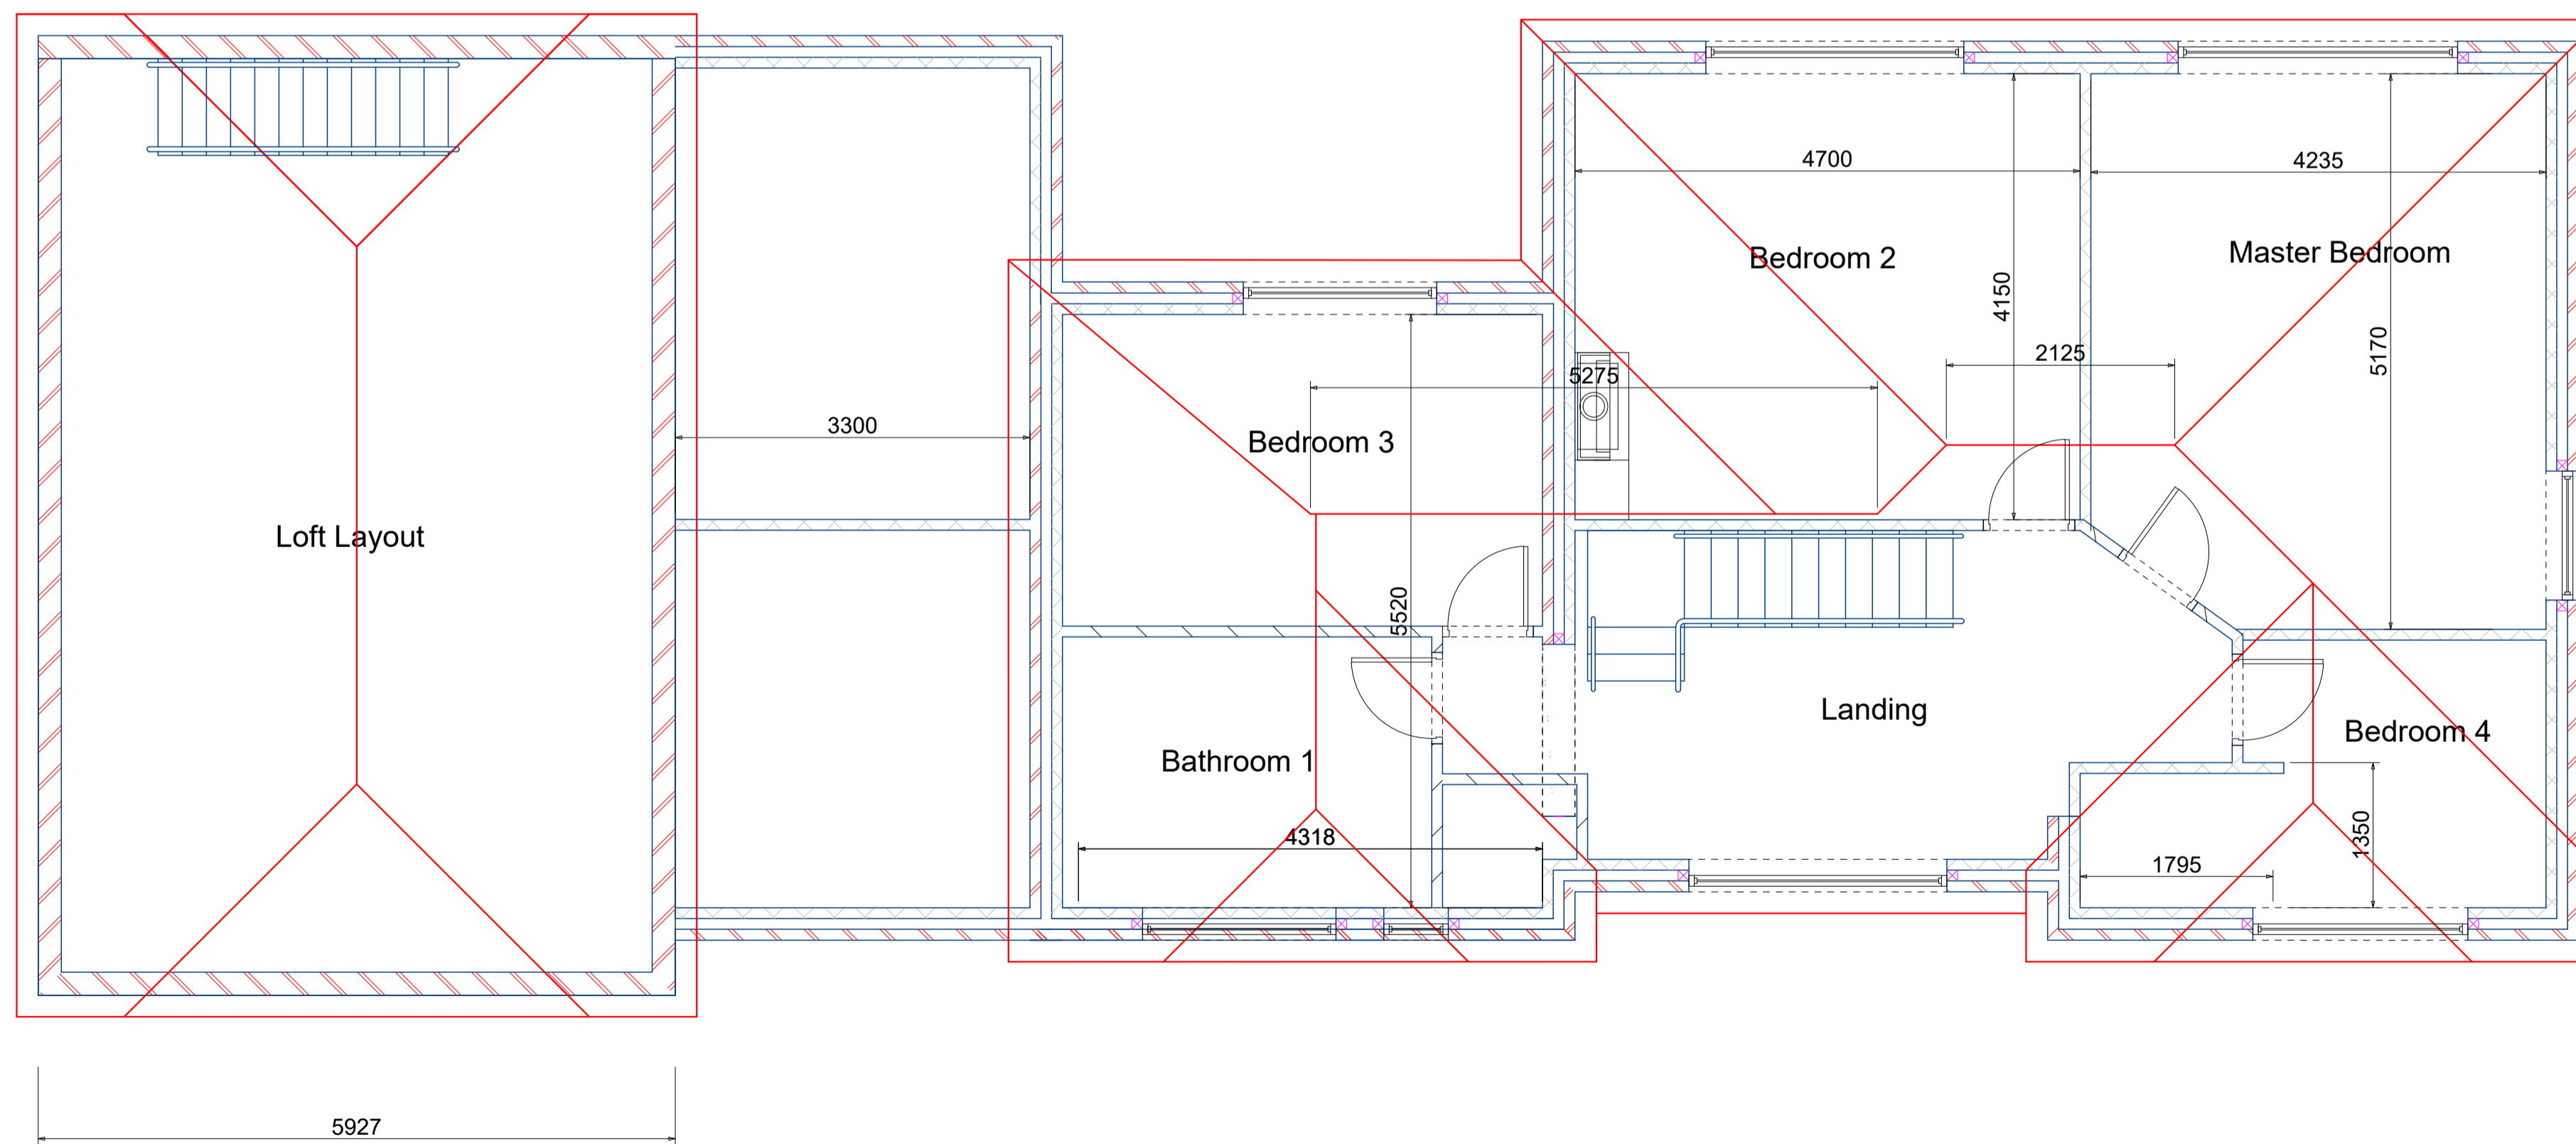 4700
4235
Bedroom 2
Master Bedroom
4150
2125
5170
5275
3300
Bedroom 3
Loft Layout
5520
Landing
Bedroom 4
Bathroom 1
4318
1350
1795
5927